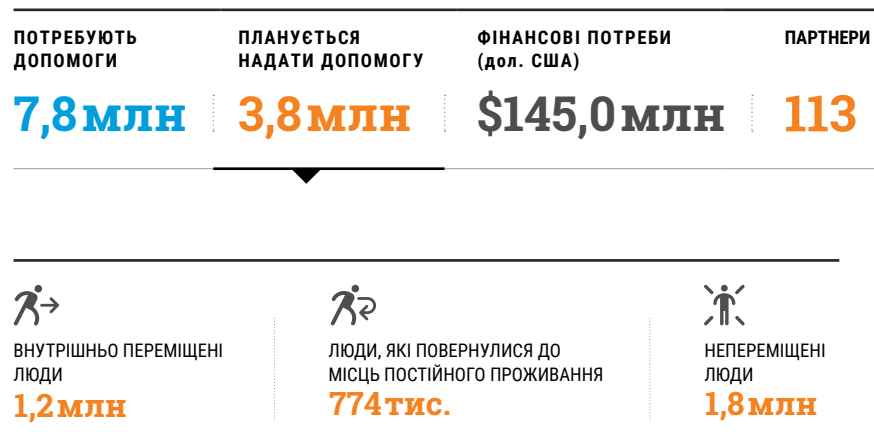 ПОТРЕБУЮТЬ
ДОПОМОГИ
7,8 млн
ПЛАНУЄТЬСЯ
НАДАТИ ДОПОМОГУ
3,8 млн
ФІНАНСОВІ ПОТРЕБИ
(дол. США)
$145,0 млн
ПАРТНЕРИ
113
ВНУТРІШНЬО ПЕРЕМІЩЕНІ
ЛЮДИ
1,2 млн
ЛЮДИ, ЯКІ ПОВЕРНУЛИСЯ ДО
МІСЦЬ ПОСТІЙНОГО ПРОЖИВАННЯ
774 тис.
НЕПЕРЕМІЩЕНІ
ЛЮДИ
1,8 млн